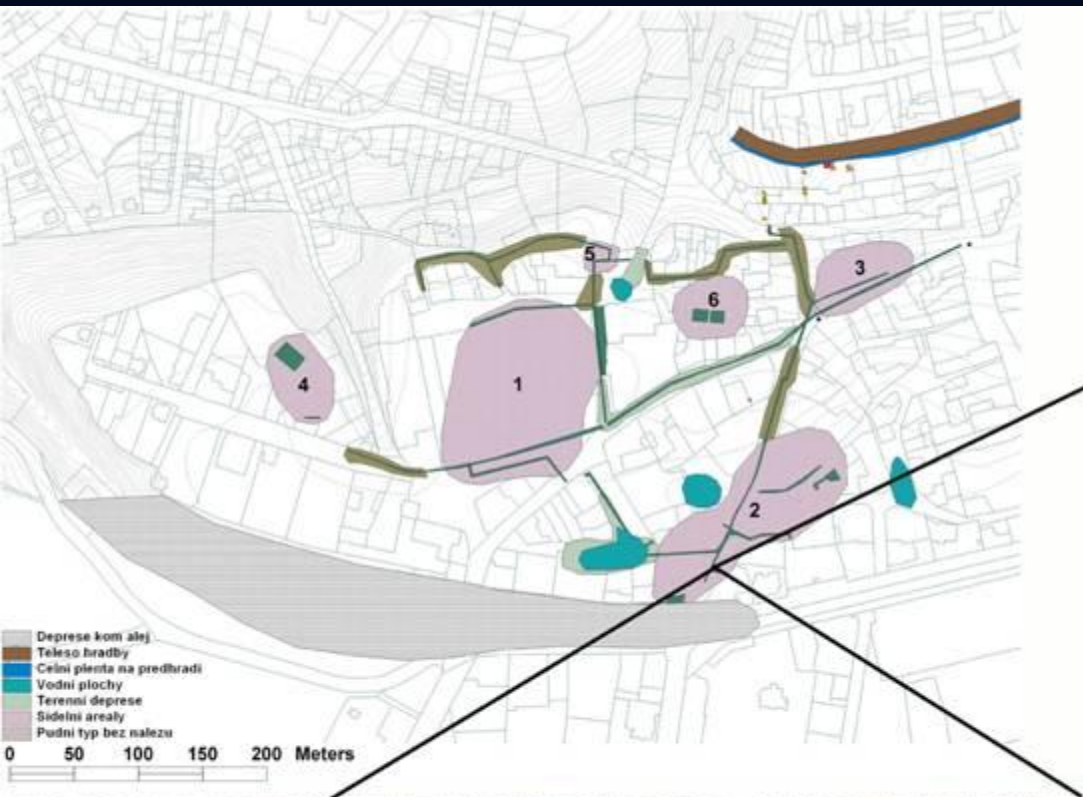 5
3
6
4
1
2
Deprese kom alej
Teleso hradby
Celni plenta na predhradi
Vodni plochy
Terenni deprese
Sidelni arealy
Pudni typ bez nalezu
0 50 100 150 200 Meters